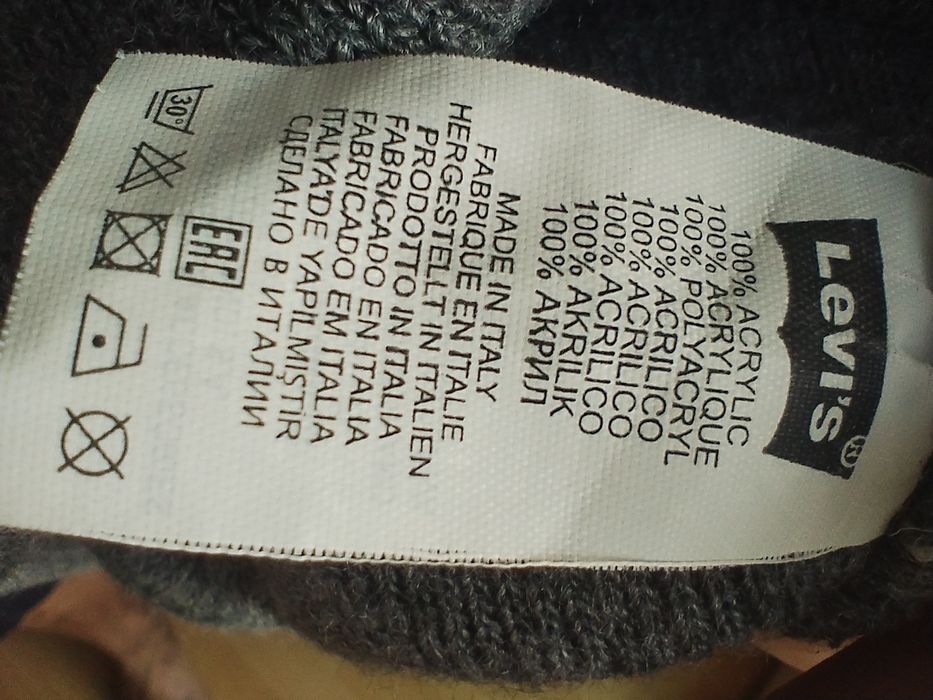 Levi's ®
100% ACRYLIC
100% ACRYLIQUE
100% POLYACRYL
100% ACRILICO
100% ACRILICO
100% ACRILICO
100% AKRILIK
100% АКРИЛ
MADE IN ITALY
FABRIQUE EN ITALIE
HERGESTELLT IN ITALIEN
PRODOTTO IN ITALIA
FABRICADO EN ITALIA
FABRICADO EM ITALIA
ITALYA'DE YAPILMIŞTIR
СДЕЛАНО В ИТАЛИИ
EAC
30°